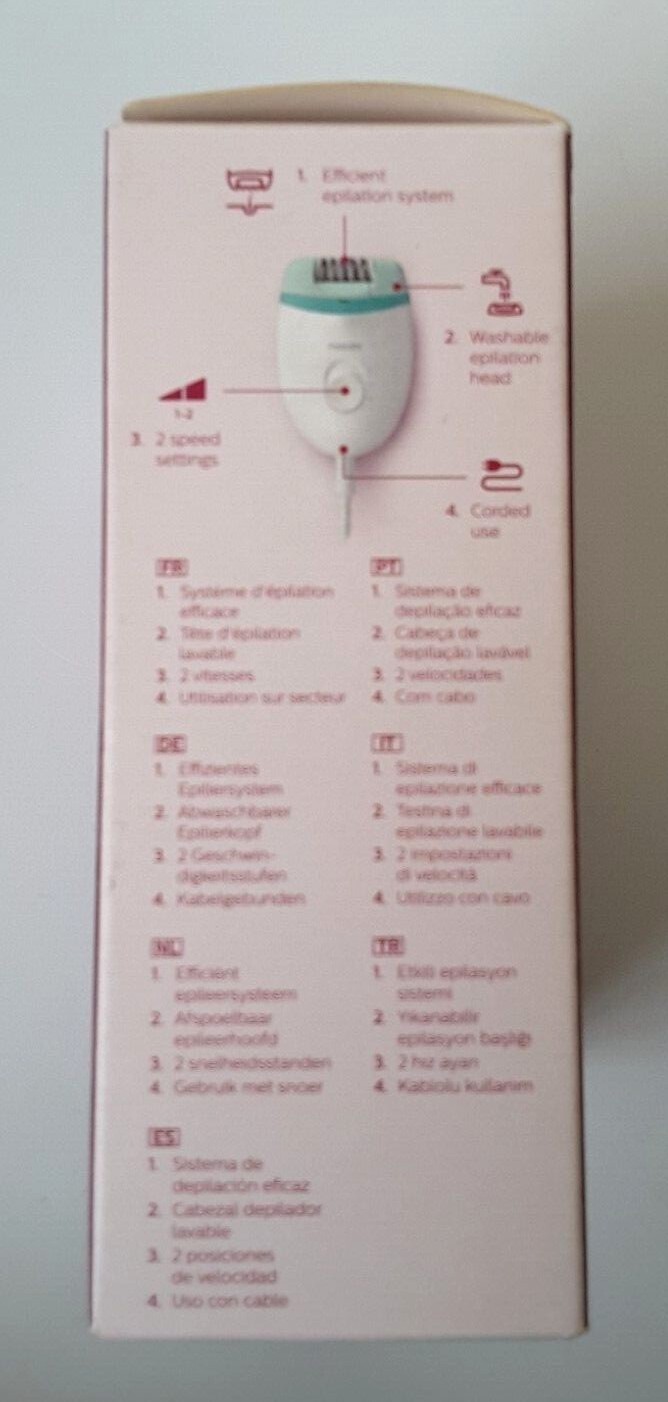 1. Efficient
epilation system
2. Washable
epilation
head
1-2
3. 2 speed
settings
4. Corded
use
FR
1. Système d'épilation
efficace
2. Tête d'épilation
lavable
3. 2 vitesses
4. Utilisation sur secteur
PT
1. Sistema de
depilação eficaz
2. Cabeça de
depilação lavável
3. 2 velocidades
4. Com cabo
DE
1. Effizientes
Epiliersystem
2. Abwaschbarer
Epilierkopf
3. 2 Geschwin-
digkeitsstufen
4. Kabelgebunden
IT
1. Sistema di
epilazione efficace
2. Testina di
epilazione lavabile
3. 2 impostazioni
di velocità
4. Utilizzo con cavo
NL
1. Efficiënt
epileersysteem
2. Afspoelbaar
epileerhoofd
3. 2 snelheidsstanden
4. Gebruik met snoer
TR
1. Etkili epilasyon
sistemi
2. Yıkanabilir
epilasyon başlığı
3. 2 hız ayarı
4. Kablolu kullanım
ES
1. Sistema de
depilación eficaz
2. Cabezal depilador
lavable
3. 2 posiciones
de velocidad
4. Uso con cable